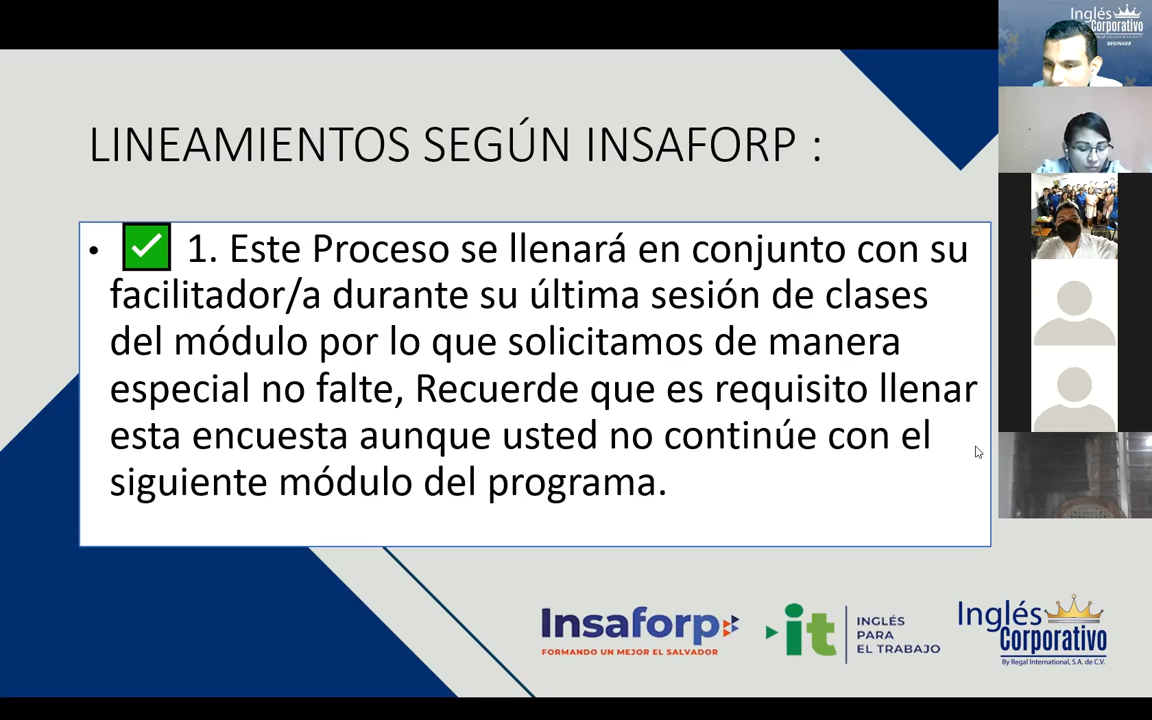 Inglés
Corporativo
BEGINNER
LINEAMIENTOS SEGÚN INSAFORP :
• ✅ 1. Este Proceso se llenará en conjunto con su
facilitador/a durante su última sesión de clases
del módulo por lo que solicitamos de manera
especial no falte, Recuerde que es requisito llenar
esta encuesta aunque usted no continúe con el
siguiente módulo del programa.
Insaforp
FORMANDO UN MEJOR EL SALVADOR
it
INGLÉS
PARA
EL TRABAJO
Inglés
Corporativo
By Regal International, S.A. de C.V.